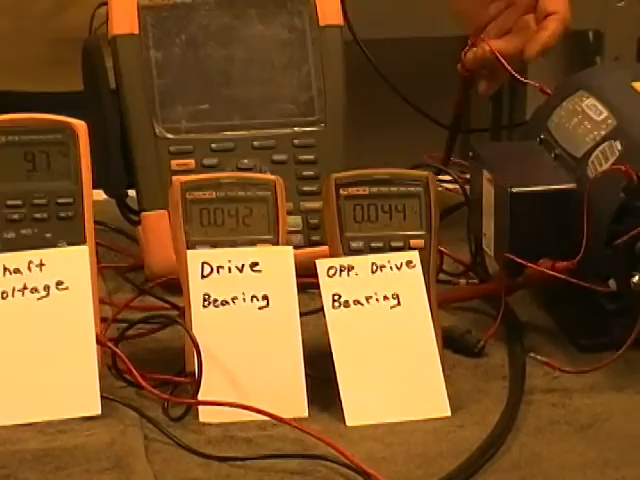 9.7
haft
oltage
0.042
Drive
Bearing
0.044
OPP. Drive
Bearing